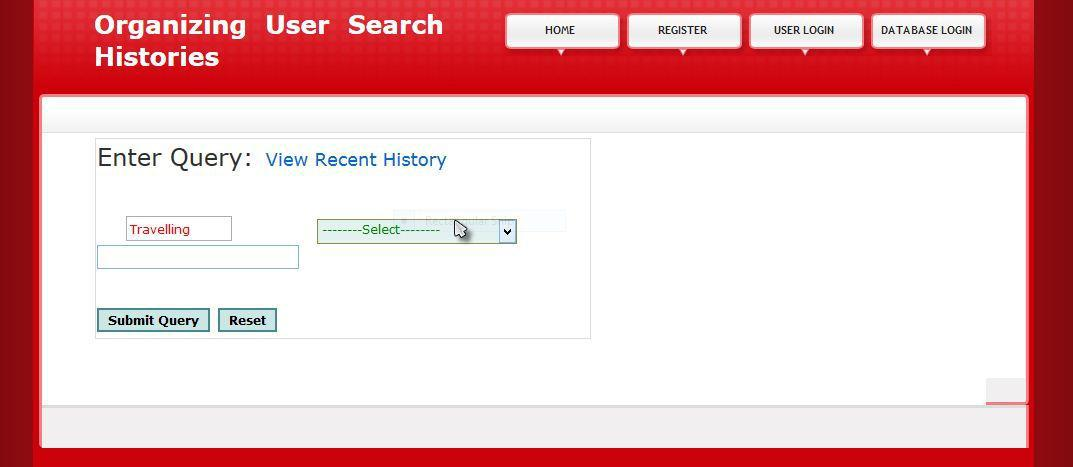 Organizing User Search
Histories
HOME
REGISTER
USER LOGIN
DATABASE LOGIN
Enter Query: View Recent History
Travelling
--------Select--------
Submit Query
Reset